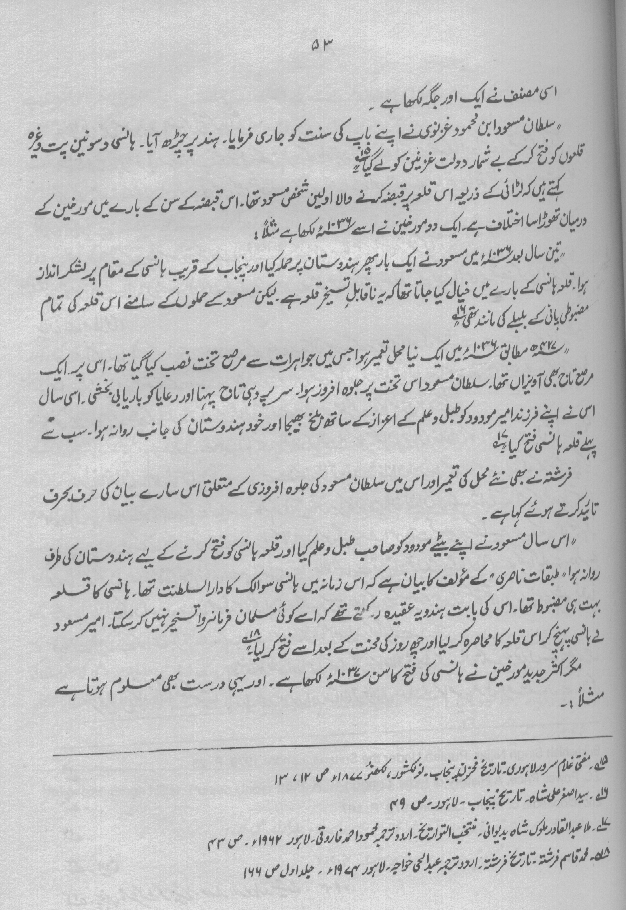 ۵۳
اسی مصنف نے ایک اور جگہ لکھا ہے ۔
"سلطان مسعود ابن محمود غزنوی نے اپنے باپ کی سنت کو جاری فرمایا۔ ہند پر چڑھ آیا۔ ہانسی و سونین پت وغیرہ
قلعوں کو فتح کر کے بے شمار دولت غزنین کو لے گیا"۱۵
کہتے ہیں کہ لڑائی کے ذریعہ اس قلعہ پر قبضہ کرنے والا اولین شخص مسعود تھا۔ اس قبضہ کے سن کے بارے میں مورخین کے
درمیان تھوڑا سا اختلاف ہے۔ ایک دو مورخین نے اسے ۱۰۳۶ء لکھا ہے مثلاً :
"تین سال بعد ۱۰۳۶ء میں مسعود نے ایک بار پھر ہندوستان پر حملہ کیا اور پنجاب کے قریب ہانسی کے مقام پر لشکر انداز
ہوا۔ قلعہ ہانسی کے بارے میں خیال کیا جاتا تھا کہ یہ ناقابل تسخیر قلعہ ہے۔ لیکن مسعود کے حملوں کے سامنے اس قلعہ کی تمام
مضبوطی پانی کے بلبلے کی مانند تھی"۱۶
"۴۲۷ھ مطابق ۱۰۳۶ء میں ایک نیا محل تعمیر ہوا جس میں جواہرات سے مرصع تخت نصب کیا گیا تھا۔ اس پر ایک
مرصع تاج بھی آویزاں تھا۔ سلطان مسعود اس تخت پر جلوہ افروز ہوا۔ سر پہ وہی تاج پہنا اور رعایا کو باریابی بخشی۔ اسی سال
اس نے اپنے فرزند امیر مودود کو طبل و علم کے اعزاز کے ساتھ بلخ بھیجا اور خود ہندوستان کی جانب روانہ ہوا۔ سب سے
پہلے قلعہ ہانسی فتح کیا"۱۷
فرشتہ نے بھی نئے محل کی تعمیر اور اس میں سلطان مسعود کی جلوہ افروزی کے متعلق اس سارے بیان کی حرف بحرف
تائید کرتے ہوئے کہا ہے ۔
"اس سال مسعود نے اپنے بیٹے مودود کو صاحب طبل و علم کیا اور قلعہ ہانسی کو فتح کرنے کے لیے ہندوستان کی طرف
روانہ ہوا "طبقات ناصری" کے مؤلف کا بیان ہے کہ اس زمانہ میں ہانسی سوالک کا دار السلطنت تھا۔ ہانسی کا قلعہ
بہت ہی مضبوط تھا۔ اس کی بابت ہندو یہ عقیدہ رکھتے تھے کہ اسے کوئی مسلمان فرمانروا تسخیر نہیں کر سکتا۔ امیر مسعود
نے ہانسی پہنچ کر اس قلعہ کا محاصرہ کر لیا اور چھ روز کی محنت کے بعد اسے فتح کر لیا"۱۸
مگر اکثر جدید مورخین نے ہانسی کی فتح کا سن ۱۰۳۷ء لکھا ہے۔ اور یہی درست بھی معلوم ہوتا ہے
مثلاً :۔
۱۵۔ مفتی غلام سرور لاہوری۔ تاریخ مخزن پنجاب۔ نولکشور، لکھنؤ ۱۸۷۷ء ص ۱۲، ۱۳
۱۶۔ سید اصغر علی شاہ۔ تاریخ پنجاب۔ لاہور۔ ص ۴۹
۱۷۔ ملا عبدالقادر ملوک شاہ بدایونی۔ منتخب التواریخ۔ اردو ترجمہ محمود احمد فاروقی۔ لاہور ۱۹۶۲ء ۔ ص ۴۳
۱۸۔ محمد قاسم فرشتہ۔ تاریخ فرشتہ۔ اردو ترجمہ عبدالحی خواجہ۔ لاہور ۱۹۷۴ء ۔ جلد اول ص ۱۶۶